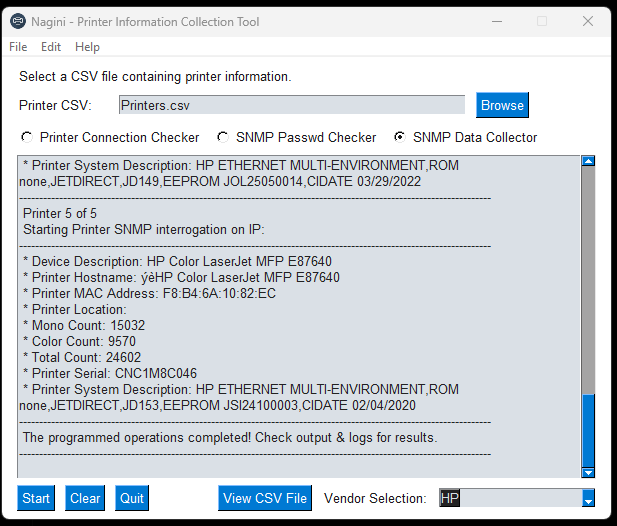 Nagini - Printer Information Collection Tool
File Edit Help
Select a CSV file containing printer information.
Printer CSV: Printers.csv Browse
Printer Connection Checker SNMP Passwd Checker SNMP Data Collector
* Printer System Description: HP ETHERNET MULTI-ENVIRONMENT,ROM
none,JETDIRECT,JD149,EEPROM JOL25050014,CIDATE 03/29/2022
Printer 5 of 5
Starting Printer SNMP interrogation on IP:
* Device Description: HP Color LaserJet MFP E87640
* Printer Hostname: ýèHP Color LaserJet MFP E87640
* Printer MAC Address: F8:B4:6A:10:82:EC
* Printer Location:
* Mono Count: 15032
* Color Count: 9570
* Total Count: 24602
* Printer Serial: CNC1M8C046
* Printer System Description: HP ETHERNET MULTI-ENVIRONMENT,ROM
none,JETDIRECT,JD153,EEPROM JSI24100003,CIDATE 02/04/2020
The programmed operations completed! Check output & logs for results.
Start Clear Quit View CSV File Vendor Selection: HP